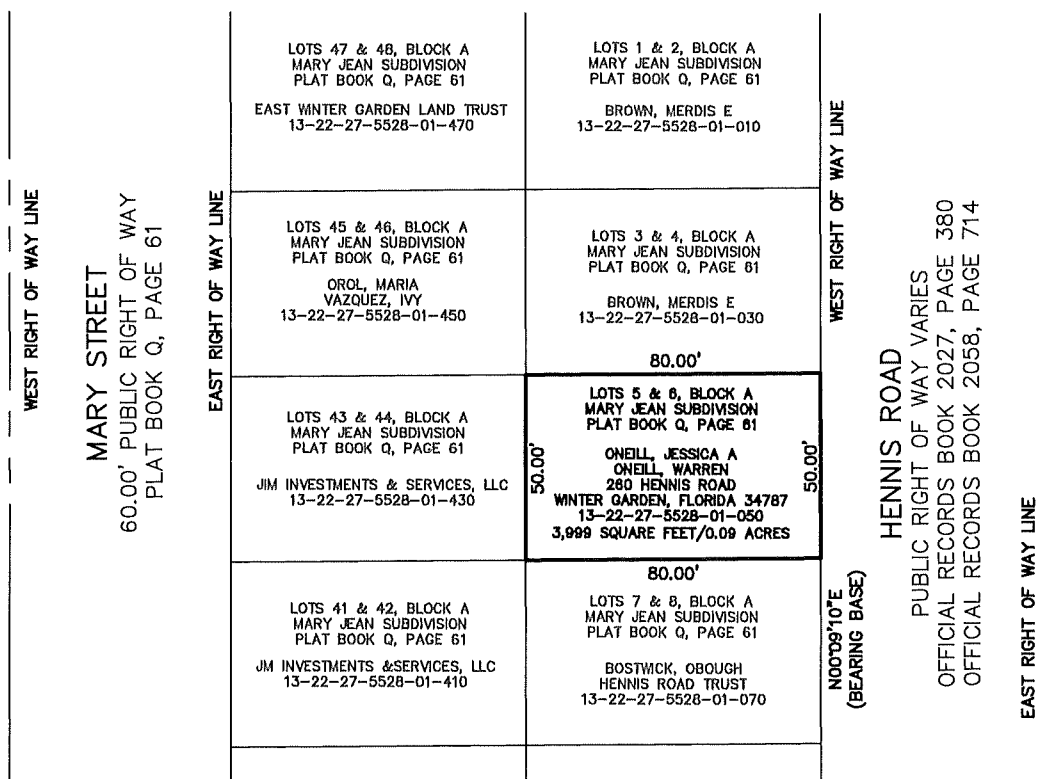 WEST RIGHT OF WAY LINE
MARY STREET
60.00' PUBLIC RIGHT OF WAY
PLAT BOOK Q, PAGE 61
EAST RIGHT OF WAY LINE
LOTS 47 & 48, BLOCK A
MARY JEAN SUBDIVISION
PLAT BOOK Q, PAGE 61
EAST WINTER GARDEN LAND TRUST
13-22-27-5528-01-470
LOTS 1 & 2, BLOCK A
MARY JEAN SUBDIVISION
PLAT BOOK Q, PAGE 61
BROWN, MERDIS E
13-22-27-5528-01-010
LOTS 45 & 46, BLOCK A
MARY JEAN SUBDIVISION
PLAT BOOK Q, PAGE 61
OROL, MARIA
VAZQUEZ, IVY
13-22-27-5528-01-450
LOTS 3 & 4, BLOCK A
MARY JEAN SUBDIVISION
PLAT BOOK Q, PAGE 61
BROWN, MERDIS E
13-22-27-5528-01-030
80.00'
LOTS 43 & 44, BLOCK A
MARY JEAN SUBDIVISION
PLAT BOOK Q, PAGE 61
JIM INVESTMENTS & SERVICES, LLC
13-22-27-5528-01-430
50.00'
LOTS 5 & 6, BLOCK A
MARY JEAN SUBDIVISION
PLAT BOOK Q, PAGE 61
ONEILL, JESSICA A
ONEILL, WARREN
260 HENNIS ROAD
WINTER GARDEN, FLORIDA 34787
13-22-27-5528-01-050
3,999 SQUARE FEET/0.09 ACRES
50.00'
80.00'
LOTS 41 & 42, BLOCK A
MARY JEAN SUBDIVISION
PLAT BOOK Q, PAGE 61
JM INVESTMENTS &SERVICES, LLC
13-22-27-5528-01-410
LOTS 7 & 8, BLOCK A
MARY JEAN SUBDIVISION
PLAT BOOK Q, PAGE 61
BOSTWICK, OBOUGH
HENNIS ROAD TRUST
13-22-27-5528-01-070
WEST RIGHT OF WAY LINE
N00°09'10"E
(BEARING BASE)
HENNIS ROAD
PUBLIC RIGHT OF WAY VARIES
OFFICIAL RECORDS BOOK 2027, PAGE 380
OFFICIAL RECORDS BOOK 2058, PAGE 714
EAST RIGHT OF WAY LINE